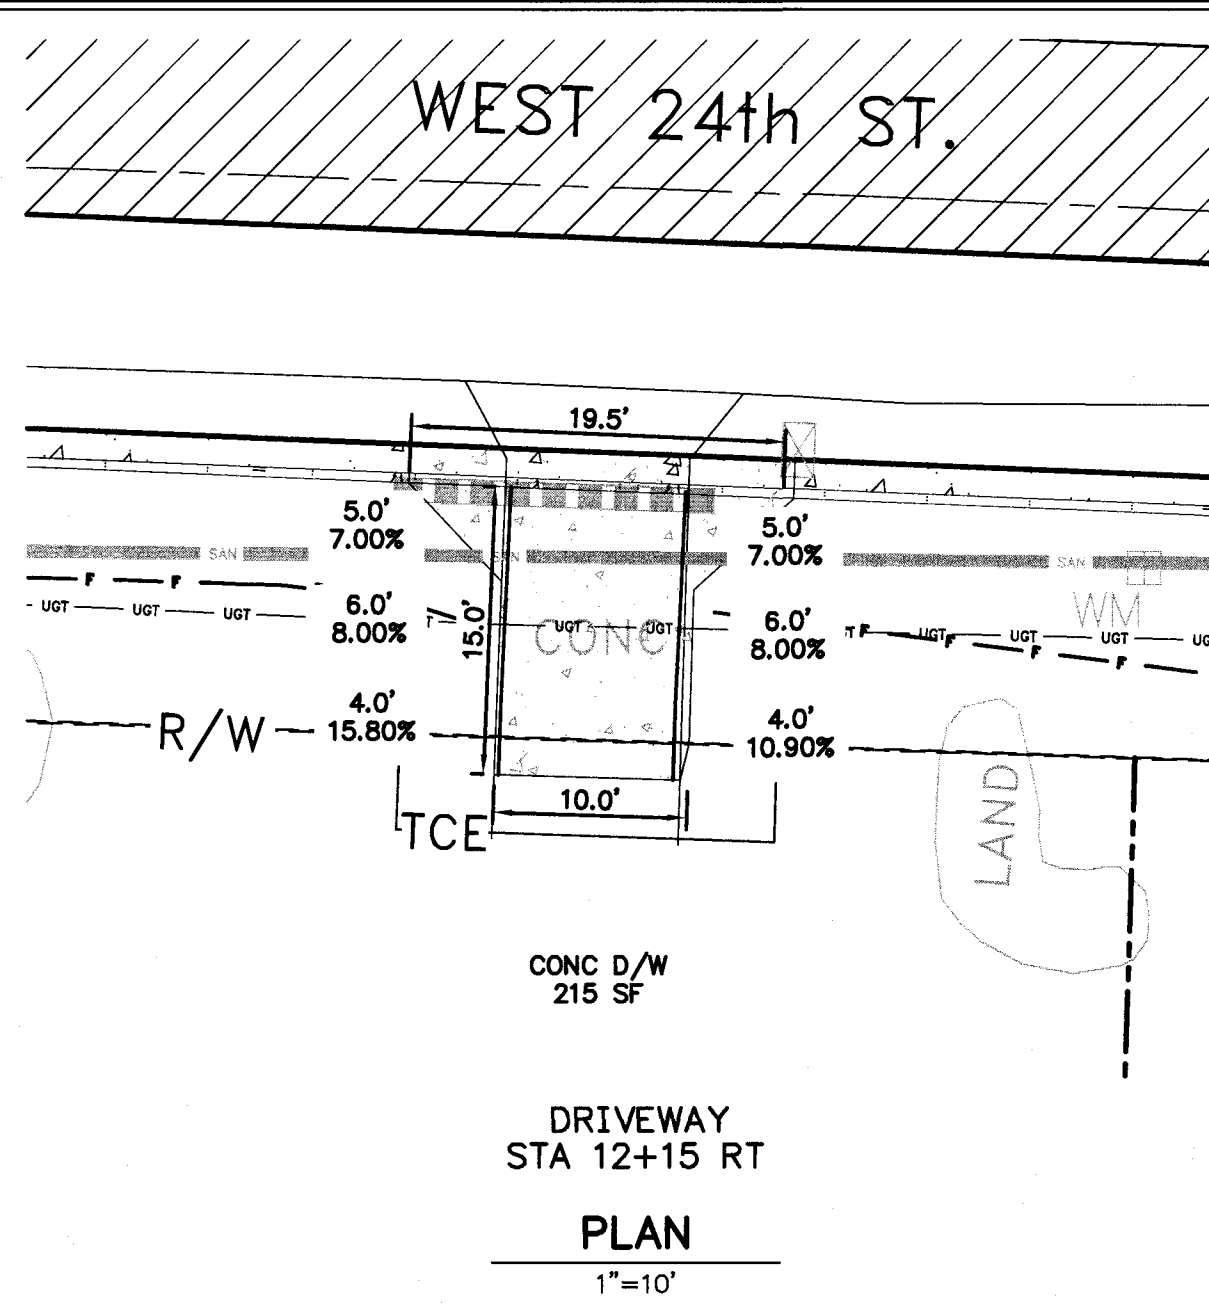 WEST 24th ST.
19.5'
5.0'
7.00%
5.0'
7.00%
SAN
SAN
SAN
F F
UGT UGT UGT
6.0'
8.00%
15.0'
UGT UGT
CONC
6.0'
8.00%
WM
F UGT F UGT F UGT F
R/W
4.0'
15.80%
4.0'
10.90%
10.0'
TCE
LAND
CONC D/W
215 SF
DRIVEWAY
STA 12+15 RT
PLAN
1"=10'